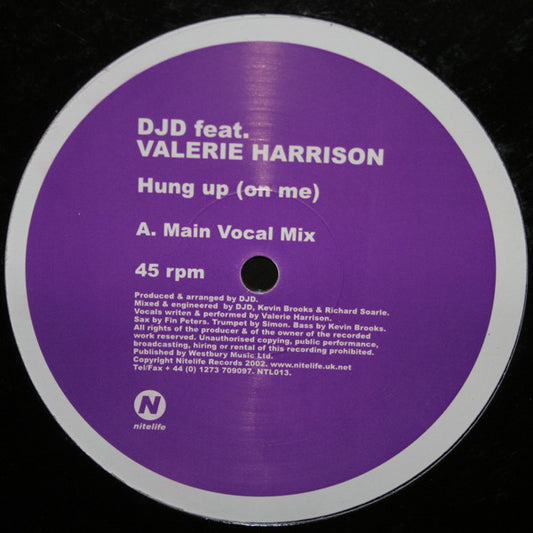 DJD feat.
VALERIE HARRISON
Hung up (on me)
A. Main Vocal Mix
45 rpm
Produced & arranged by DJD.
Mixed & engineered by DJD, Kevin Brooks & Richard Soarle.
Vocals writen & performed by Valerie Harrison.
Sax by Fin Peters. Trumpet by Simon. Bass by Kevin Brooks.
All rights of the producer & of the owner of the recorded
work reserved. Unauthorised copying, public performance,
broadcasting, hiring or rental of this recording prohibited.
Published by Westbury Music Ltd.
Copyright Nitelife Records 2002. www.nitelife.uk.net
Tel/Fax + 44 (0) 1273 709097. NTL013.
N
nitelife